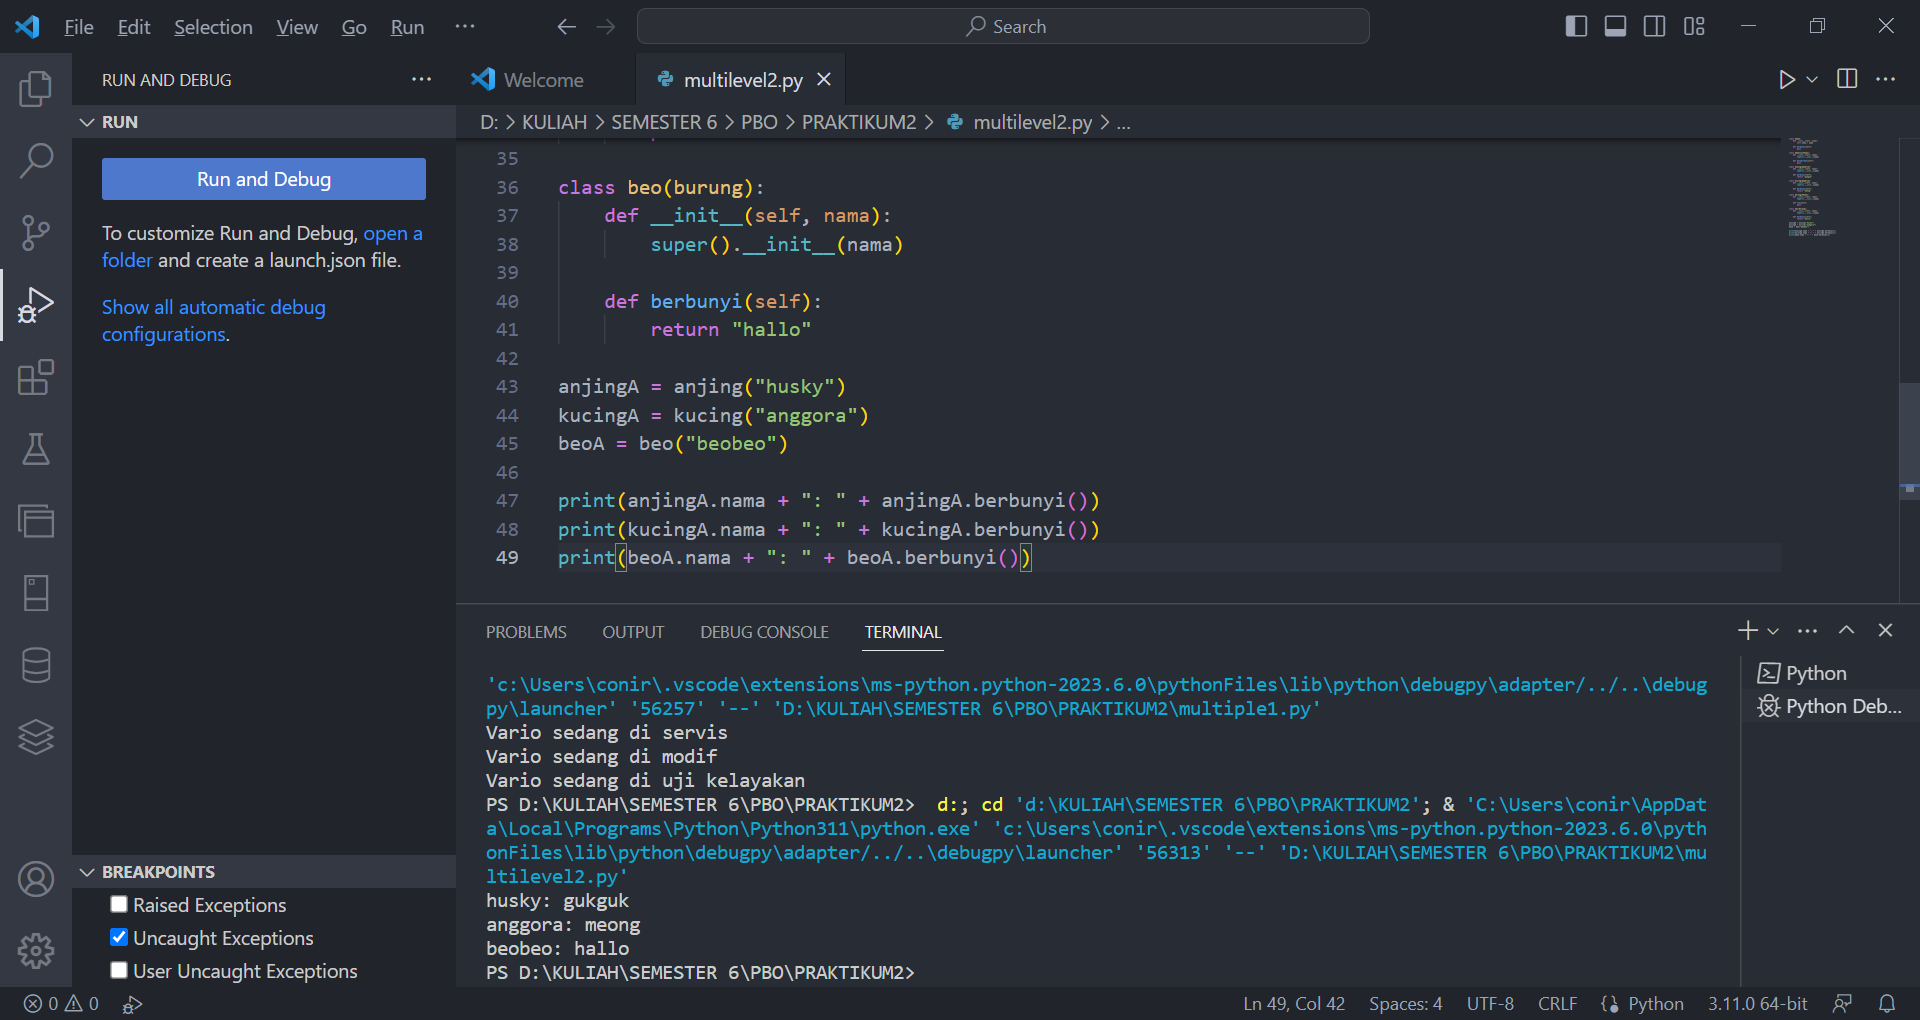 File Edit Selection View Go Run ···
Search
RUN AND DEBUG ···
Welcome
multilevel2.py
RUN
D: > KULIAH > SEMESTER 6 > PBO > PRAKTIKUM2 > multilevel2.py > ...
Run and Debug
To customize Run and Debug, open a
folder and create a launch.json file.
Show all automatic debug
configurations.
35
36 class beo(burung):
37     def __init__(self, nama):
38         super().__init__(nama)
39
40     def berbunyi(self):
41         return "hallo"
42
43 anjingA = anjing("husky")
44 kucingA = kucing("anggora")
45 beoA = beo("beobeo")
46
47 print(anjingA.nama + ": " + anjingA.berbunyi())
48 print(kucingA.nama + ": " + kucingA.berbunyi())
49 print(beoA.nama + ": " + beoA.berbunyi())
PROBLEMS OUTPUT DEBUG CONSOLE TERMINAL
'c:\Users\conir\.vscode\extensions\ms-python.python-2023.6.0\pythonFiles\lib\python\debugpy\adapter/../..\debug
py\launcher' '56257' '--' 'D:\KULIAH\SEMESTER 6\PBO\PRAKTIKUM2\multiple1.py'
Vario sedang di servis
Vario sedang di modif
Vario sedang di uji kelayakan
PS D:\KULIAH\SEMESTER 6\PBO\PRAKTIKUM2>  d:; cd 'd:\KULIAH\SEMESTER 6\PBO\PRAKTIKUM2'; & 'C:\Users\conir\AppDat
a\Local\Programs\Python\Python311\python.exe' 'c:\Users\conir\.vscode\extensions\ms-python.python-2023.6.0\pyth
onFiles\lib\python\debugpy\adapter/../..\debugpy\launcher' '56313' '--' 'D:\KULIAH\SEMESTER 6\PBO\PRAKTIKUM2\mu
ltilevel2.py'
husky: gukguk
anggora: meong
beobeo: hallo
PS D:\KULIAH\SEMESTER 6\PBO\PRAKTIKUM2>
Python
Python Deb...
BREAKPOINTS
Raised Exceptions
Uncaught Exceptions
User Uncaught Exceptions
0 0
Ln 49, Col 42 Spaces: 4 UTF-8 CRLF Python 3.11.0 64-bit